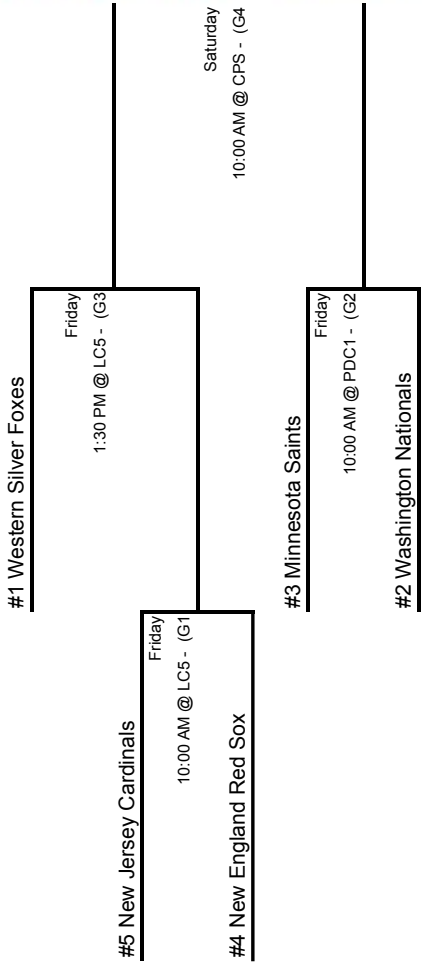 #1 Western Silver Foxes
Friday
1:30 PM @ LC5 - (G3
#5 New Jersey Cardinals
Friday
10:00 AM @ LC5 - (G1
#4 New England Red Sox
Saturday
10:00 AM @ CPS - (G4
#3 Minnesota Saints
Friday
10:00 AM @ PDC1 - (G2
#2 Washington Nationals